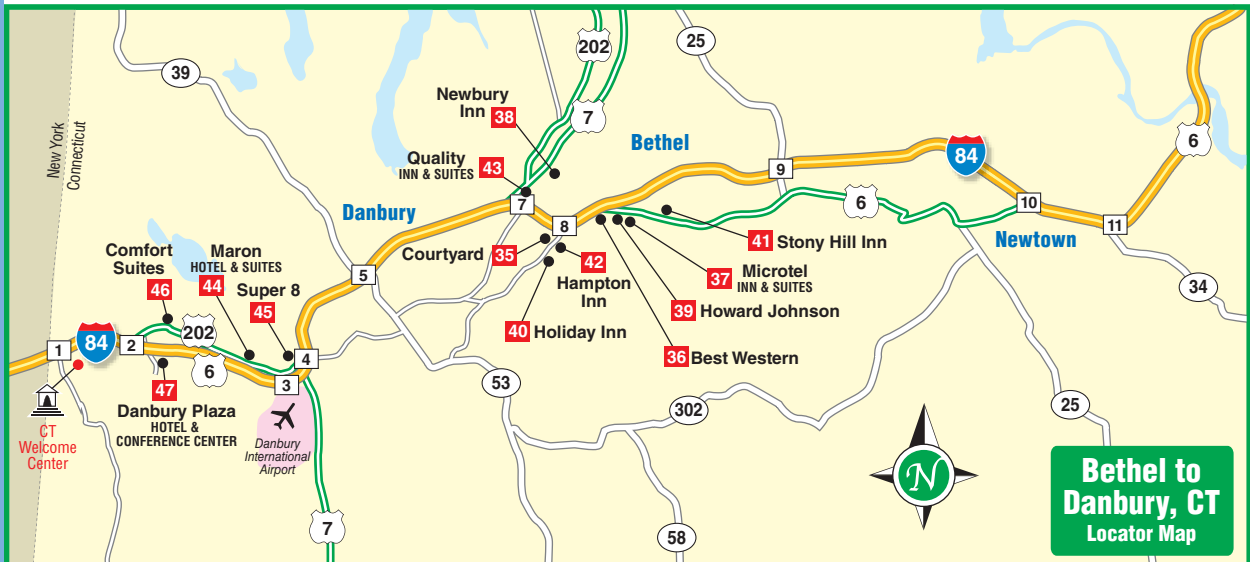 202
25
39
Newbury
Inn 38
7
6
New York
Connecticut
Bethel
84
Quality
INN & SUITES 43
9
7
6
10
Danbury
8
11
Newtown
Courtyard 35
41 Stony Hill Inn
42
Hampton
Inn
37 Microtel
INN & SUITES
Comfort
Suites
46
Maron
HOTEL & SUITES
44
Super 8
45
5
34
39 Howard Johnson
40 Holiday Inn
36 Best Western
1
84
2
202
6
4
3
47
Danbury Plaza
HOTEL &
CONFERENCE CENTER
CT
Welcome
Center
Danbury
International
Airport
53
302
25
7
58
N
Bethel to
Danbury, CT
Locator Map